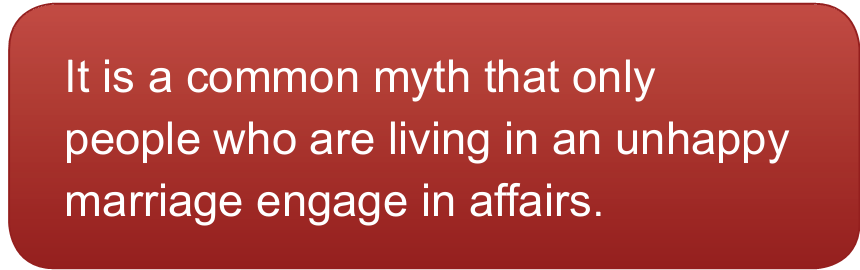 It is a common myth that only
people who are living in an unhappy
marriage engage in affairs.